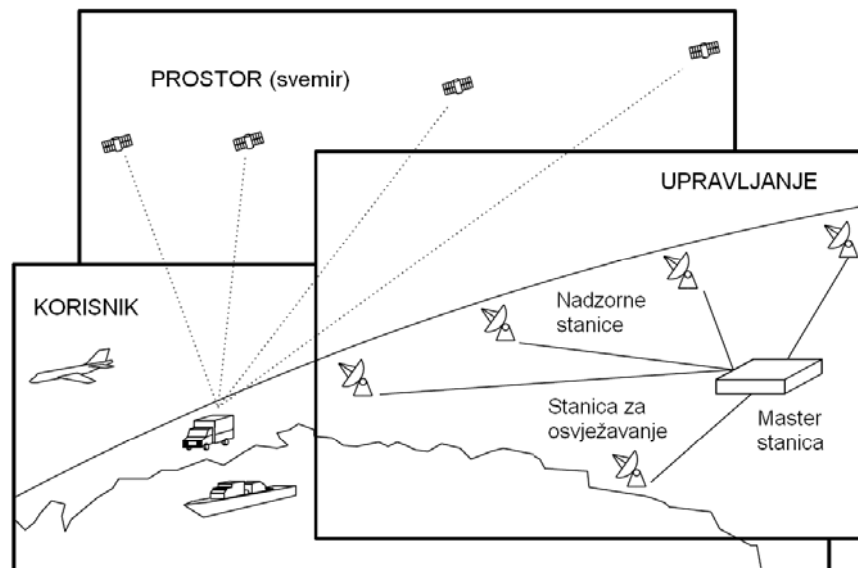 PROSTOR (svemir)
UPRAVLJANJE
KORISNIK
Nadzorne
stanice
Stanica za
osvježavanje
Master
stanica